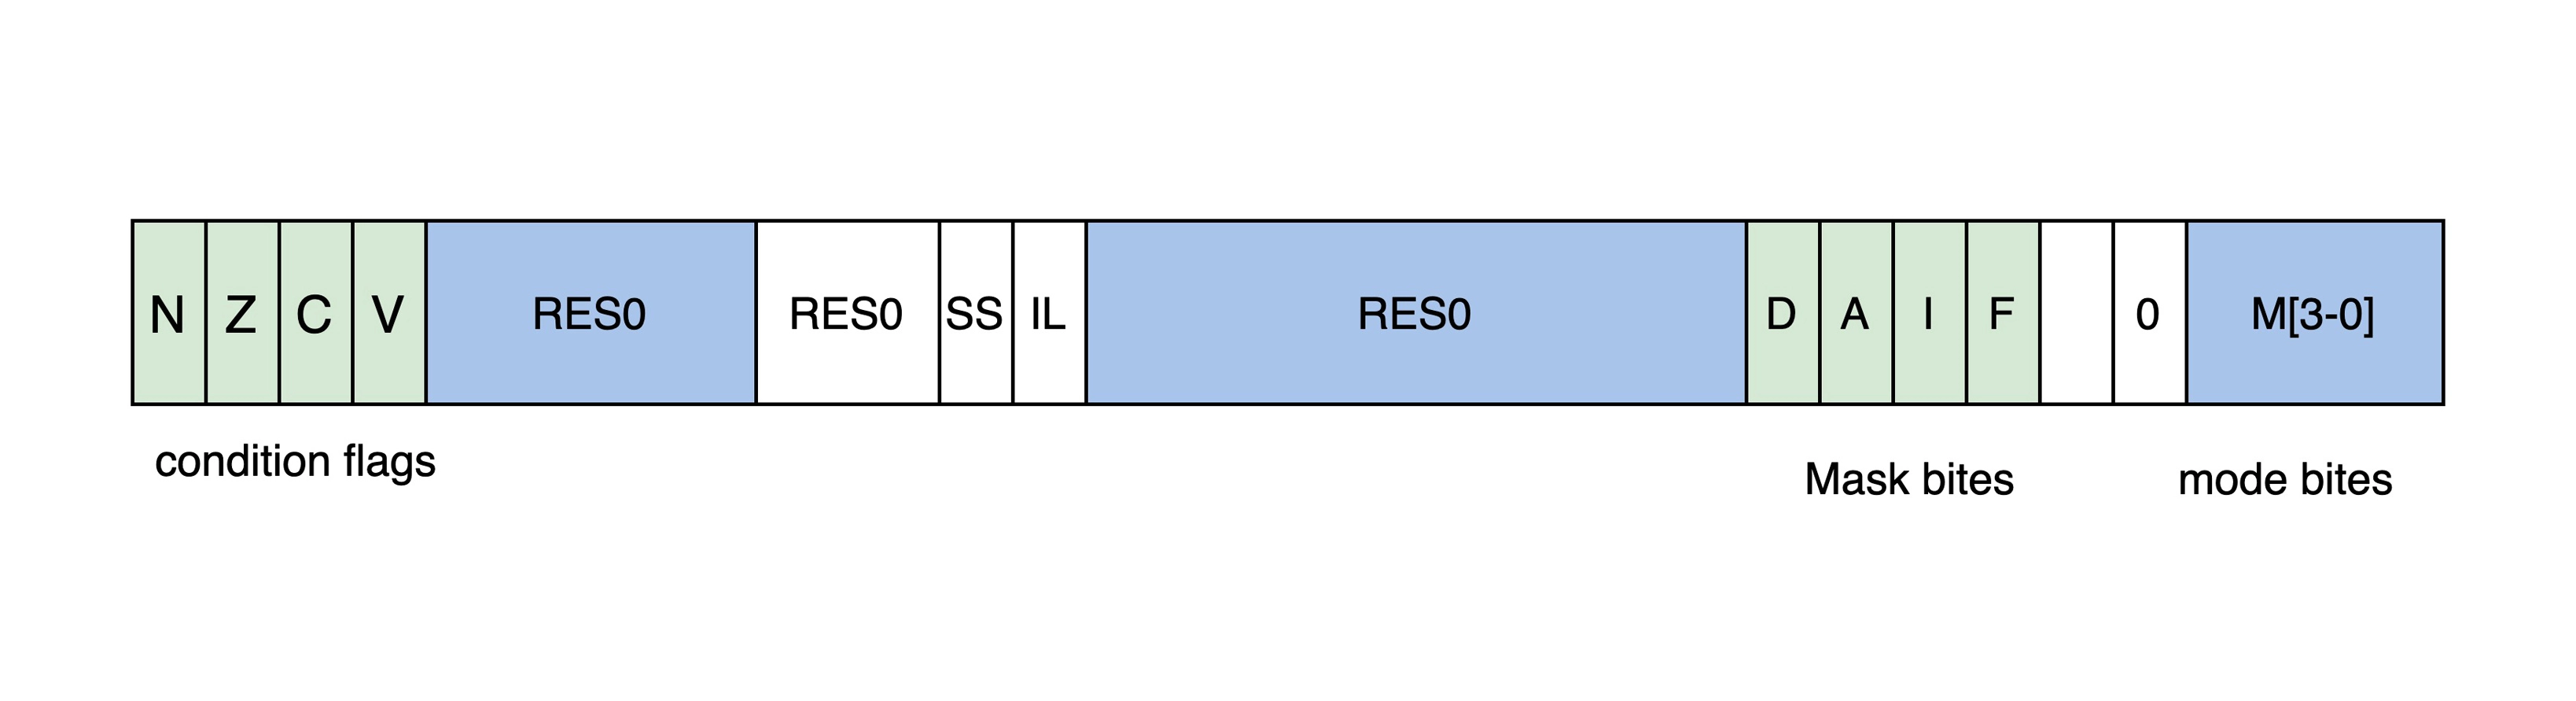 N Z C V RES0 RES0 SS IL RES0 D A I F 0 M[3-0]
condition flags
Mask bites mode bites